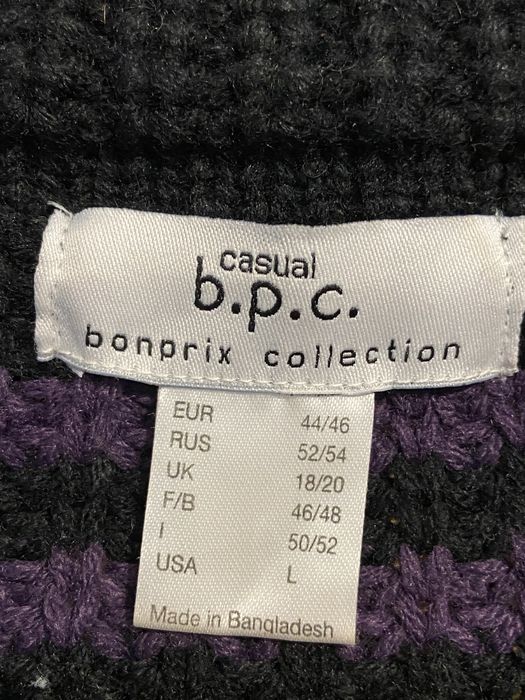 casual
b.p.c.
bonprix collection
EUR 44/46
RUS 52/54
UK 18/20
F/B 46/48
I 50/52
USA L
Made in Bangladesh